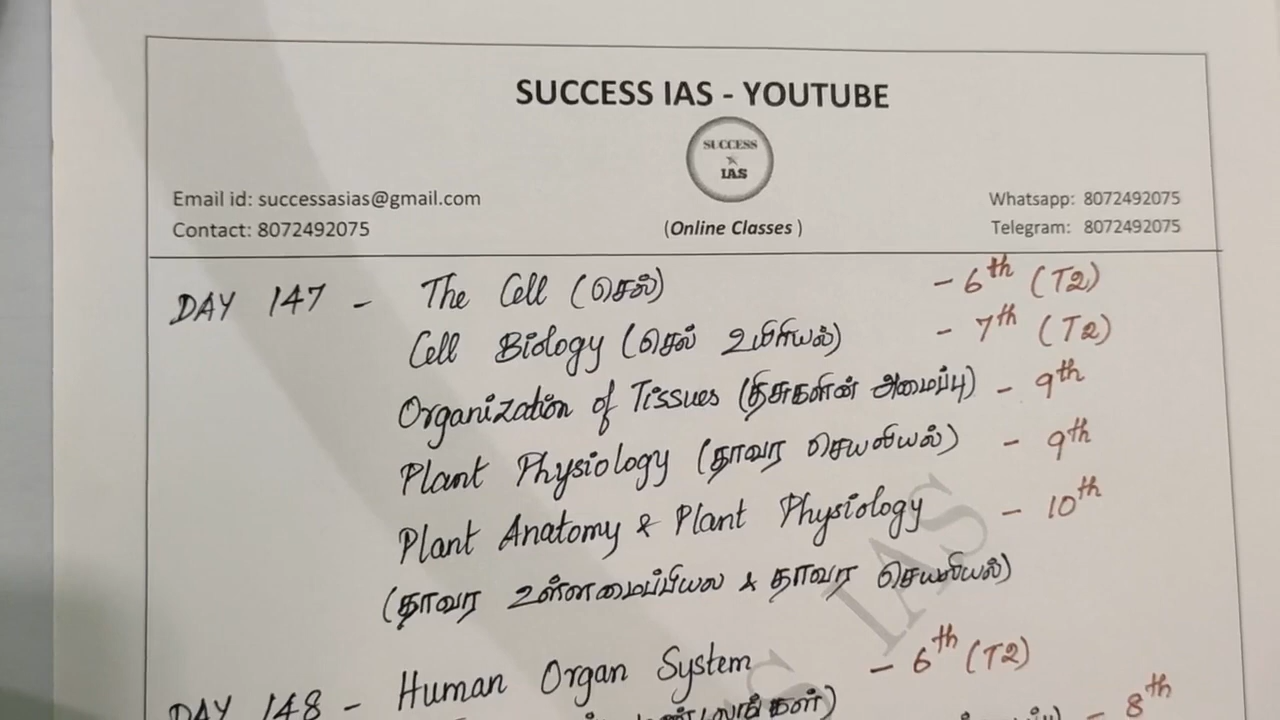 SUCCESS IAS - YOUTUBE
SUCCESS
IAS
Email id: successasias@gmail.com
Whatsapp: 8072492075
Contact: 8072492075
(Online Classes )
Telegram: 8072492075
DAY 147 - The Cell (செல்) - 6th (T2)
Cell Biology (செல் உயிரியல்) - 7th (T2)
Organization of Tissues (திசுகளின் அமைப்பு) - 9th
Plant Physiology (தாவர செயலியல்) - 9th
Plant Anatomy & Plant Physiology - 10th
(தாவர உள்ளமைப்பியல & தாவர செயலியல்)
IAS
DAY 148 - Human Organ System - 6th (T2)
- 8th